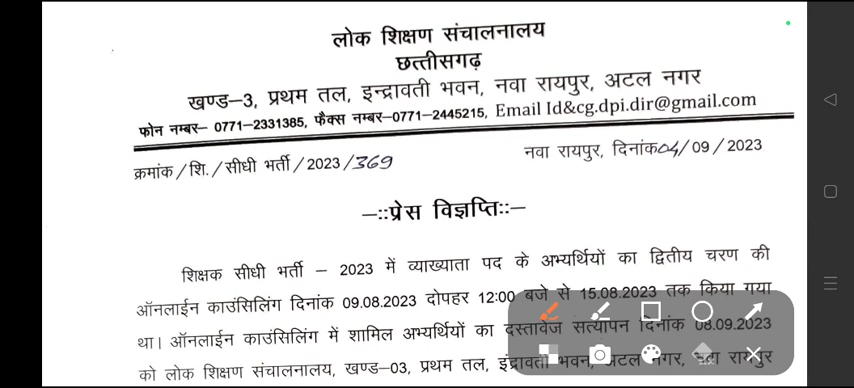 लोक शिक्षण संचालनालय
छत्तीसगढ़
खण्ड–3, प्रथम तल, इन्द्रावती भवन, नवा रायपुर, अटल नगर
फोन नम्बर– 0771-2331385, फैक्स नम्बर–0771-2445215, Email Id&cg.dpi.dir@gmail.com
क्रमांक / शि. / सीधी भर्ती / 2023 / 369 नवा रायपुर, दिनांक 04 / 09 / 2023
–::प्रेस विज्ञप्ति::–
शिक्षक सीधी भर्ती – 2023 में व्याख्याता पद के अभ्यर्थियों का द्वितीय चरण की
ऑनलाईन काउंसिलिंग दिनांक 09.08.2023 दोपहर 12:00 बजे से 15.08.2023 तक किया गया
था। ऑनलाईन काउंसिलिंग में शामिल अभ्यर्थियों का दस्तावेज सत्यापन दिनांक 08.09.2023
को लोक शिक्षण संचालनालय, खण्ड–03, प्रथम तल, इंद्रावती भवन, अटल नगर, नवा रायपुर